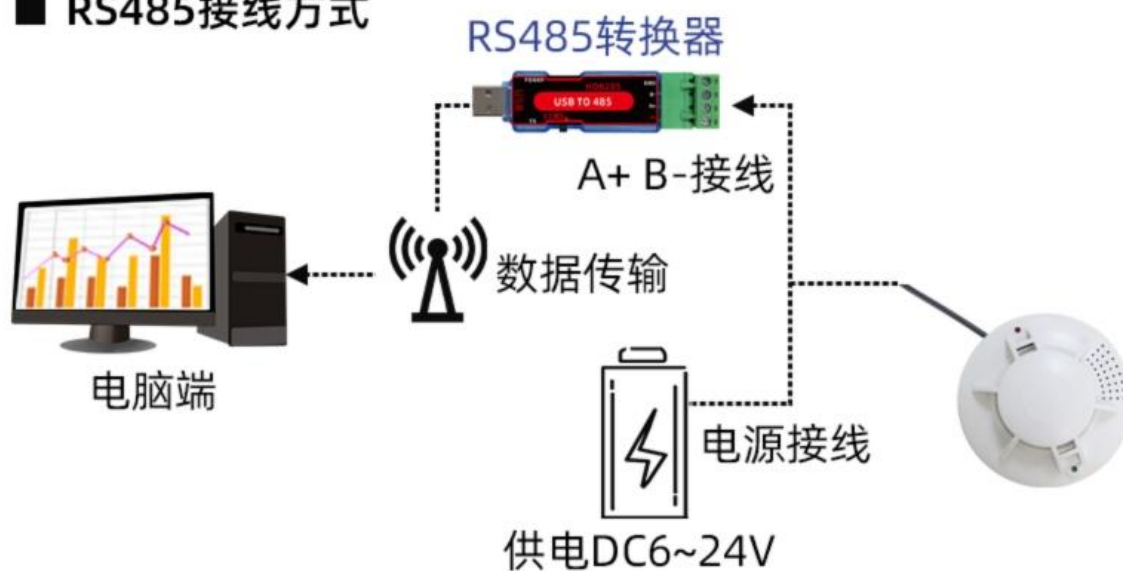 ■ RS485接线方式
RS485转换器
USB TO 485
A+ B-接线
数据传输
电脑端
电源接线
供电DC6~24V